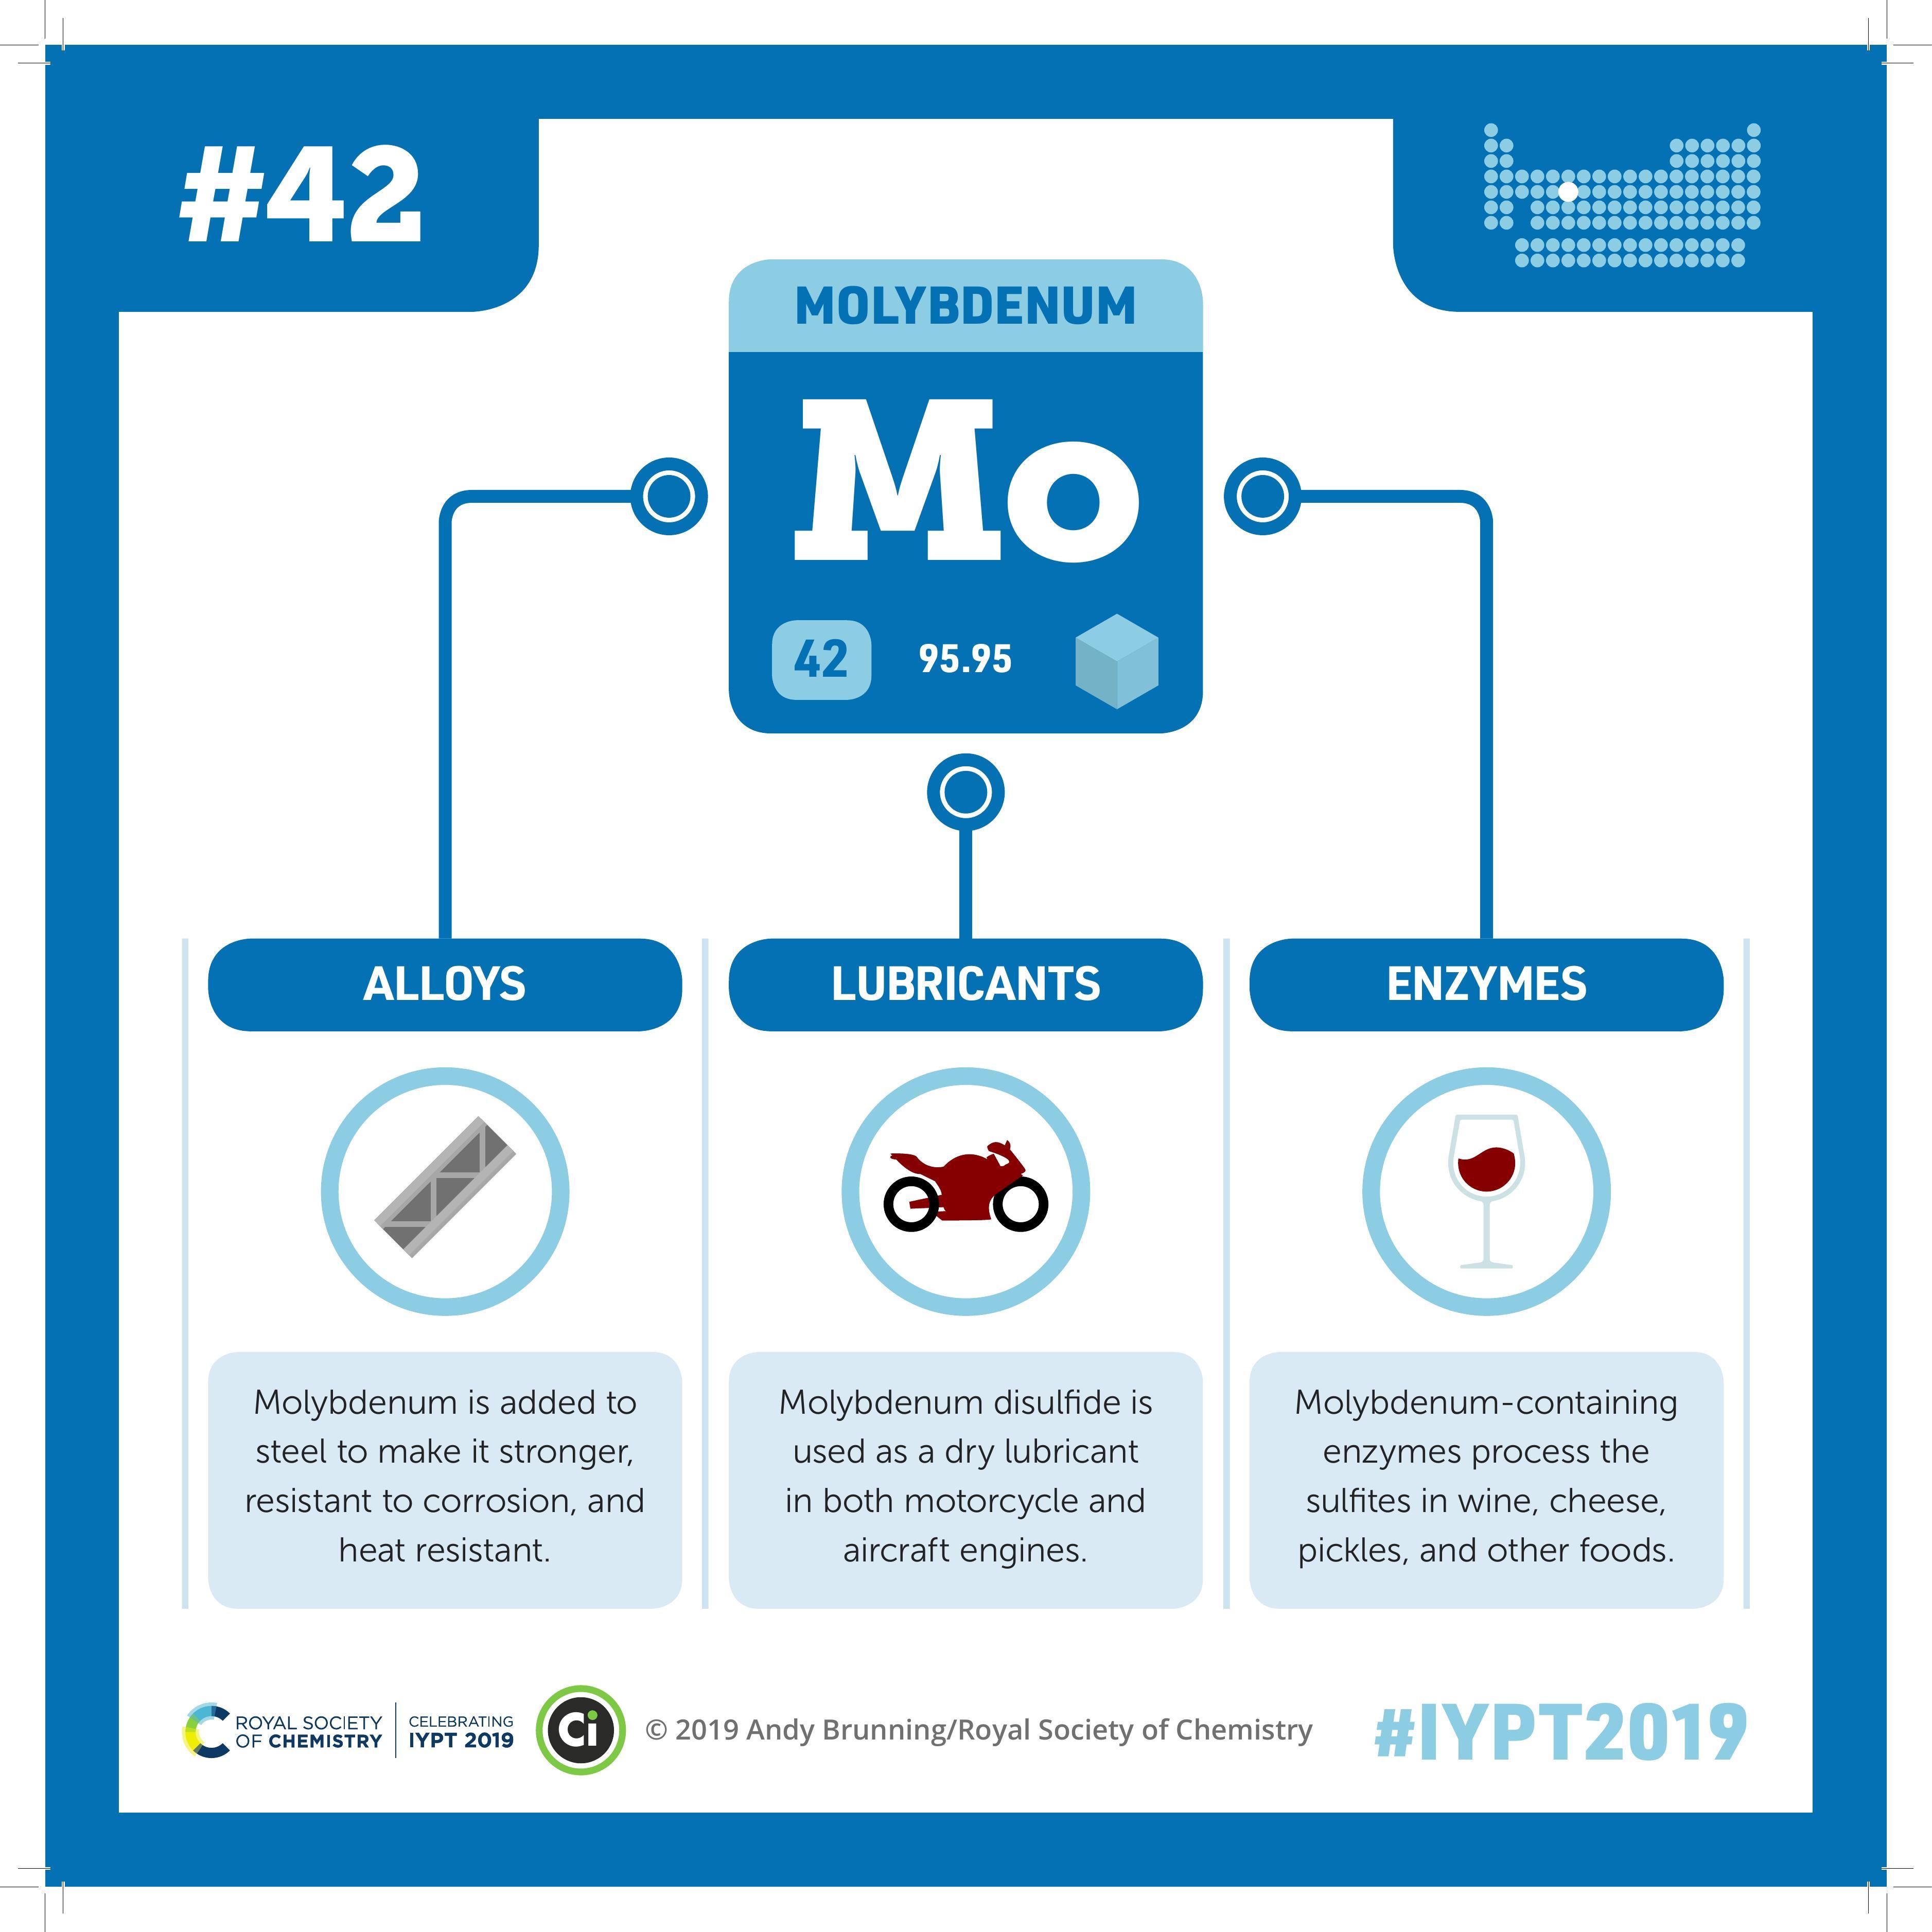 #42
MOLYBDENUM
Mo
42
95.95
ALLOYS
LUBRICANTS
ENZYMES
Molybdenum is added to
steel to make it stronger,
resistant to corrosion, and
heat resistant.
Molybdenum disulfide is
used as a dry lubricant
in both motorcycle and
aircraft engines.
Molybdenum-containing
enzymes process the
sulfites in wine, cheese,
pickles, and other foods.
ROYAL SOCIETY
OF CHEMISTRY
CELEBRATING
IYPT 2019
Ci
© 2019 Andy Brunning/Royal Society of Chemistry
#IYPT2019